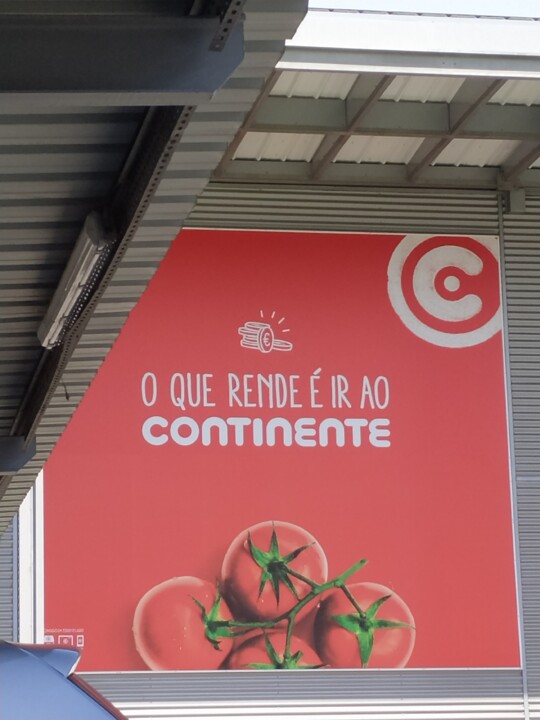 O QUE RENDE É IR AO
CONTINENTE